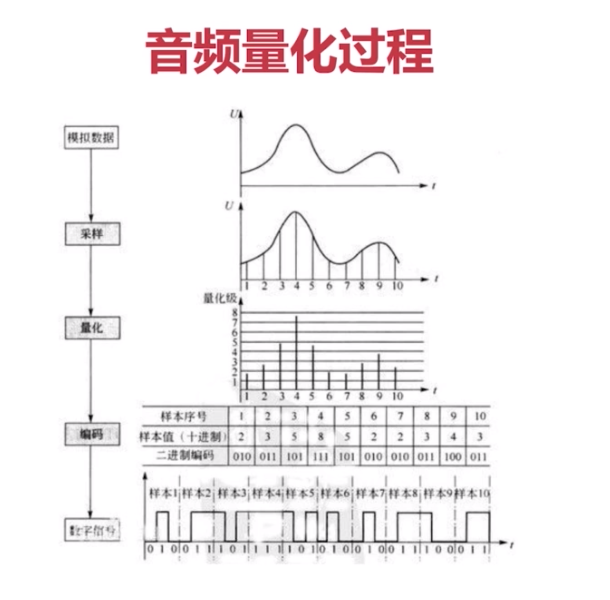 音频量化过程
模拟数据
U
t
采样
U
1 2 3 4 5 6 7 8 9 10
t
量化
量化级
8
7
6
5
4
3
2
1
1 2 3 4 5 6 7 8 9 10
t
编码
样本序号 1 2 3 4 5 6 7 8 9 10
样本值（十进制） 2 3 5 8 5 2 2 3 4 3
二进制编码 010 011 101 111 101 010 010 011 100 011
样本1 样本2 样本3 样本4 样本5 样本6 样本7 样本8 样本9 样本10
数字信号
0 1 0 0 1 1 1 0 1 1 1 1 1 0 1 0 1 0 0 1 0 0 1 1 1 0 0 0 1 1
t